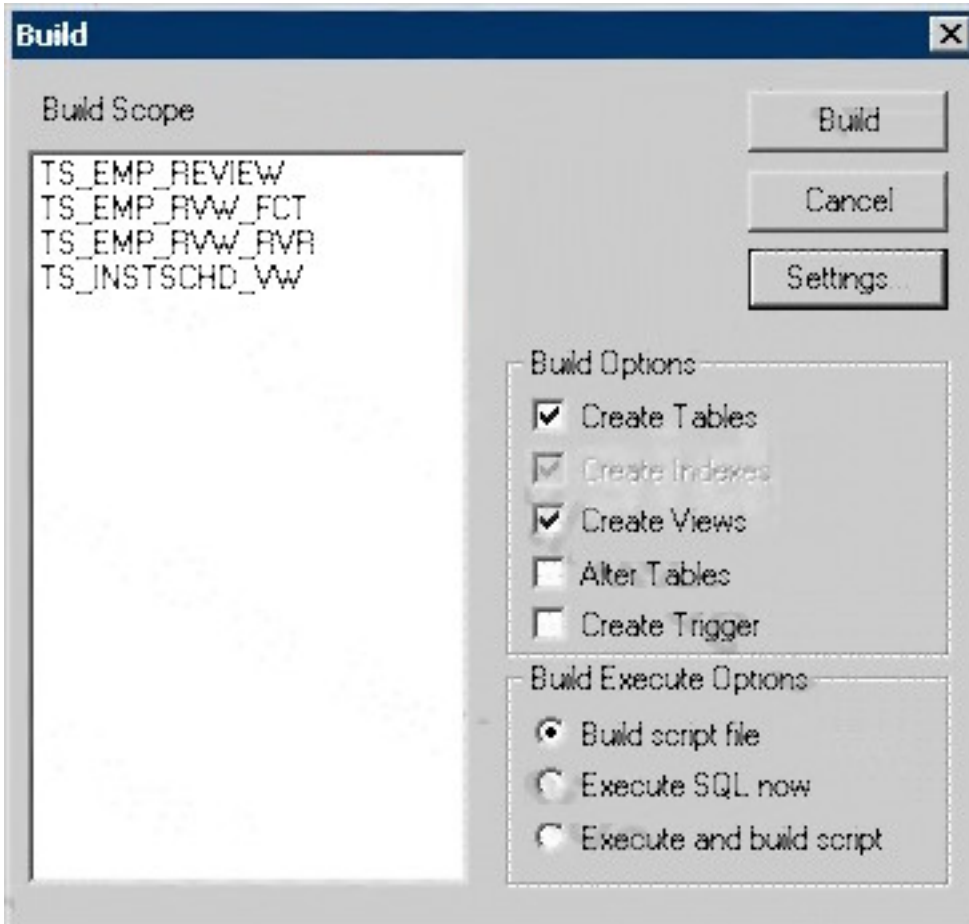 Build
Build Scope
TS_EMP_REVIEW
TS_EMP_RVW_FCT
TS_EMP_RVW_RVR
TS_INSTSCHD_VW
Build
Cancel
Settings...
Build Options
Create Tables
Create Indexes
Create Views
Alter Tables
Create Trigger
Build Execute Options
Build script file
Execute SQL now
Execute and build script